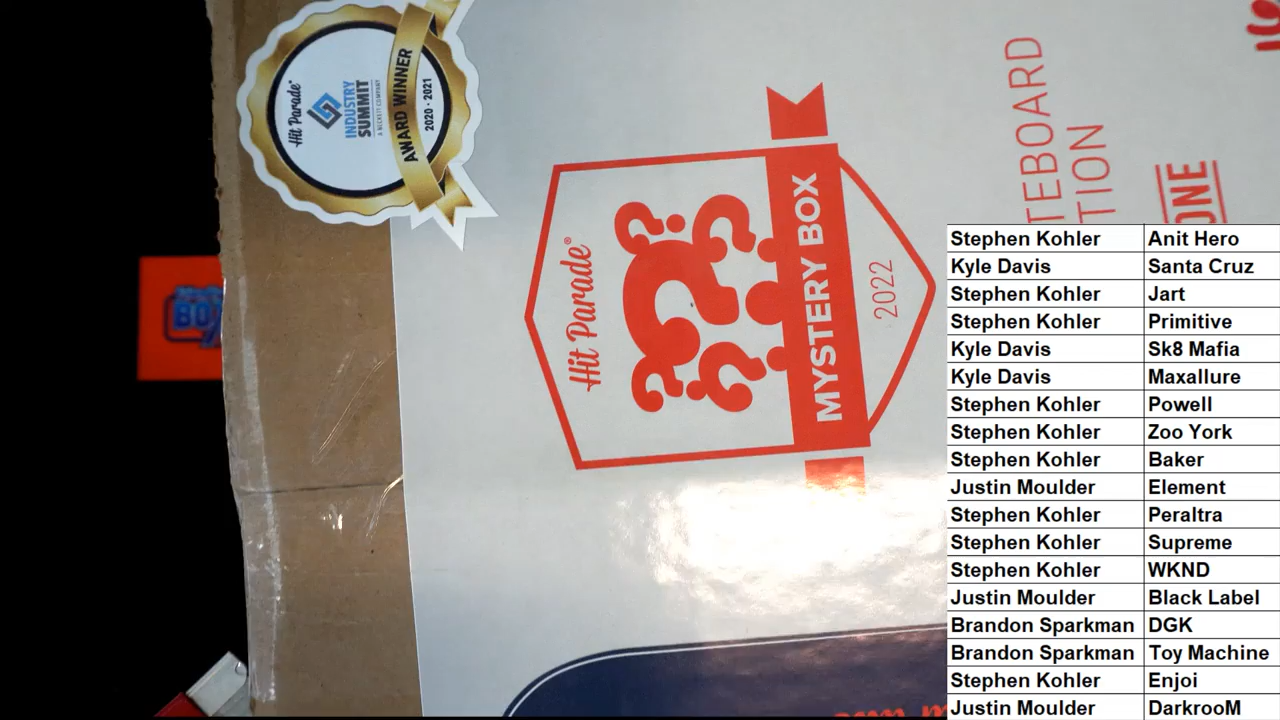 Hit Parade®
INDUSTRY
SUMMIT
A BECKETT COMPANY
AWARD WINNER
2020 - 2021
Hit Parade®
MYSTERY BOX
2022
TEBOARD
TION
ONE
BOX
Stephen Kohler Anit Hero
Kyle Davis Santa Cruz
Stephen Kohler Jart
Stephen Kohler Primitive
Kyle Davis Sk8 Mafia
Kyle Davis Maxallure
Stephen Kohler Powell
Stephen Kohler Zoo York
Stephen Kohler Baker
Justin Moulder Element
Stephen Kohler Peraltra
Stephen Kohler Supreme
Stephen Kohler WKND
Justin Moulder Black Label
Brandon Sparkman DGK
Brandon Sparkman Toy Machine
Stephen Kohler Enjoi
Justin Moulder DarkrooM